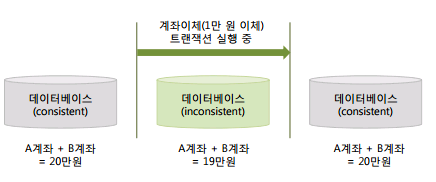 계좌이체(1만 원 이체)
트랜잭션 실행 중
데이터베이스
(consistent)
데이터베이스
(inconsistent)
데이터베이스
(consistent)
A계좌 + B계좌
= 20만원
A계좌 + B계좌
= 19만원
A계좌 + B계좌
= 20만원